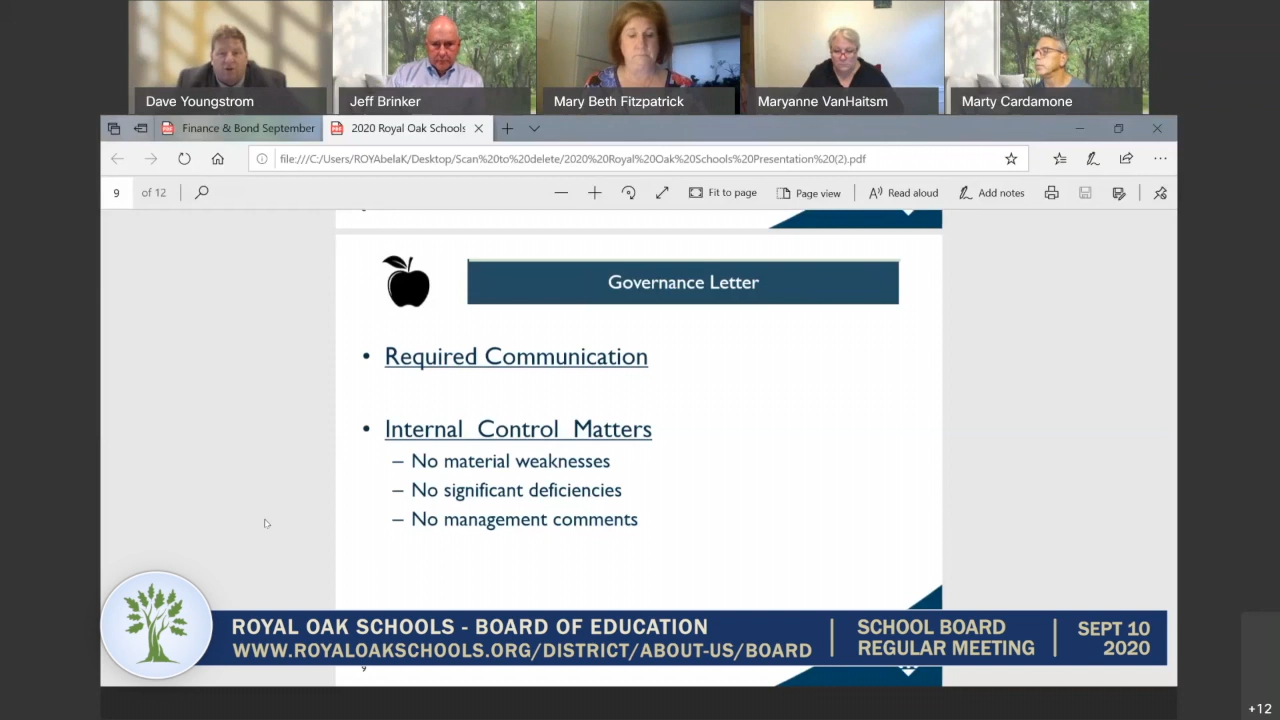 Dave Youngstrom
Jeff Brinker
Mary Beth Fitzpatrick
Maryanne VanHaitsm
Marty Cardamone
Finance & Bond September
2020 Royal Oak Schools
file:///C:/Users/ROYAbelaK/Desktop/Scan%20to%20delete/2020%20Royal%20Oak%20Schools%20Presentation%20(2).pdf
9 of 12
Fit to page
Page view
Read aloud
Add notes
Governance Letter
• Required Communication
• Internal Control Matters
– No material weaknesses
– No significant deficiencies
– No management comments
ROYAL OAK SCHOOLS - BOARD OF EDUCATION
WWW.ROYALOAKSCHOOLS.ORG/DISTRICT/ABOUT-US/BOARD
SCHOOL BOARD
REGULAR MEETING
SEPT 10
2020
9
+12